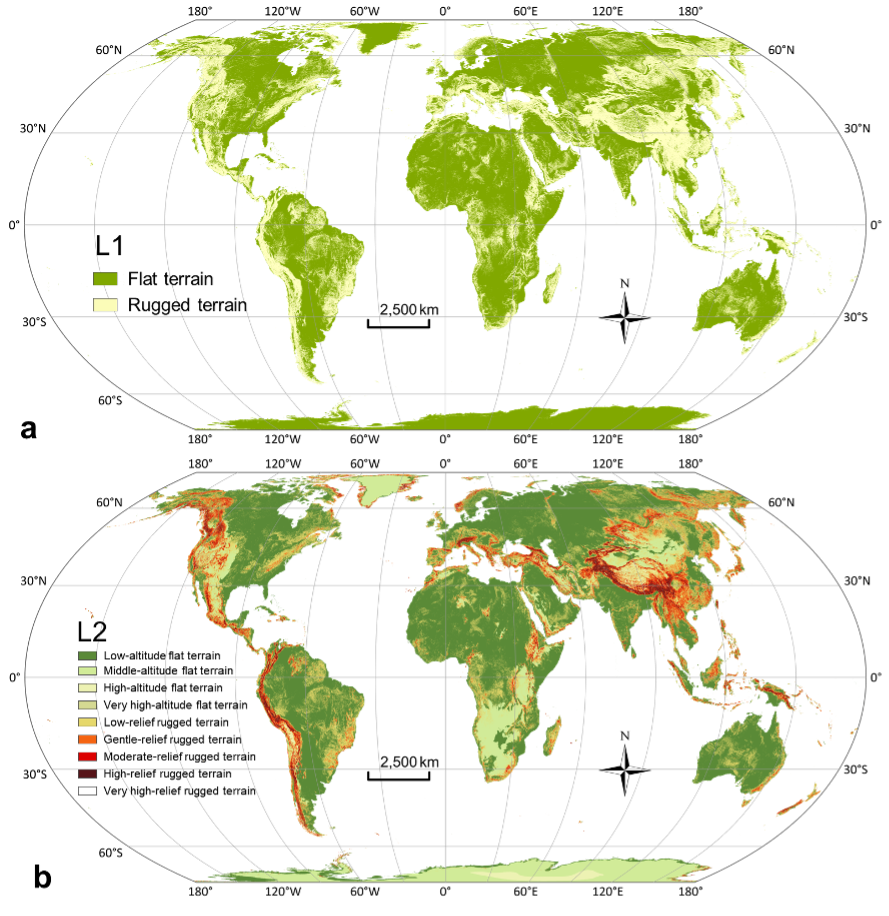 180° 120°W 60°W 0° 60°E 120°E 180°
60°N 60°N
30°N 30°N
0° 0°
L1
Flat terrain
Rugged terrain
N
2,500 km
30°S 30°S
60°S
a
180° 120°W 60°W 0° 60°E 120°E 180°
180° 120°W 60°W 0° 60°E 120°E 180°
60°N 60°N
30°N 30°N
L2
Low-altitude flat terrain
Middle-altitude flat terrain
0° 0°
High-altitude flat terrain
Very high-altitude flat terrain
Low-relief rugged terrain
Gentle-relief rugged terrain
N
Moderate-relief rugged terrain
2,500 km
High-relief rugged terrain
30°S 30°S
Very high-relief rugged terrain
60°S
b
180° 120°W 60°W 0° 60°E 120°E 180°